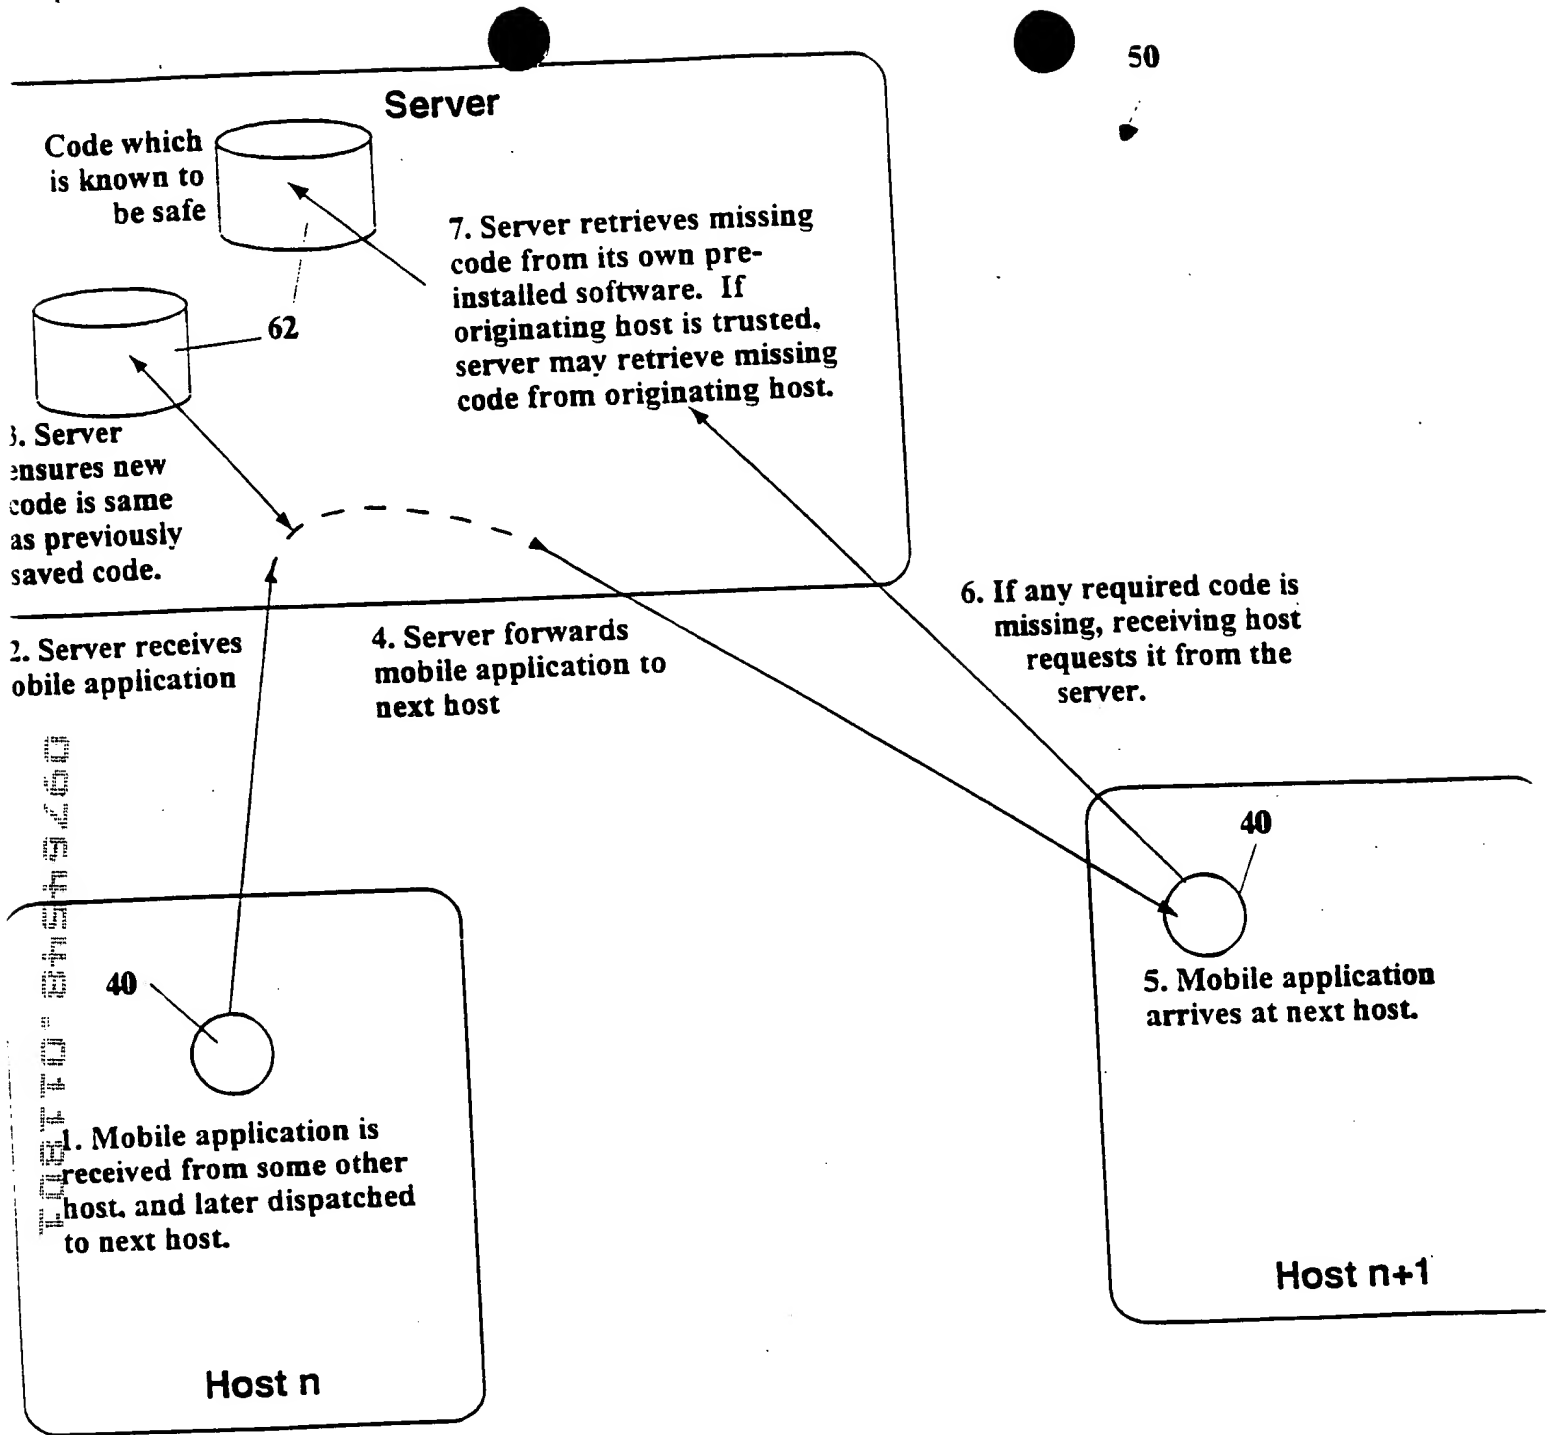 50
Server
Code which
is known to
be safe
7. Server retrieves missing
code from its own pre-
installed software. If
originating host is trusted,
server may retrieve missing
code from originating host.
62
3. Server
ensures new
code is same
as previously
saved code.
2. Server receives
obile application
4. Server forwards
mobile application to
next host
6. If any required code is
missing, receiving host
requests it from the
server.
40
5. Mobile application
arrives at next host.
Host n+1
40
1. Mobile application is
received from some other
host, and later dispatched
to next host.
Host n
09764548.011801